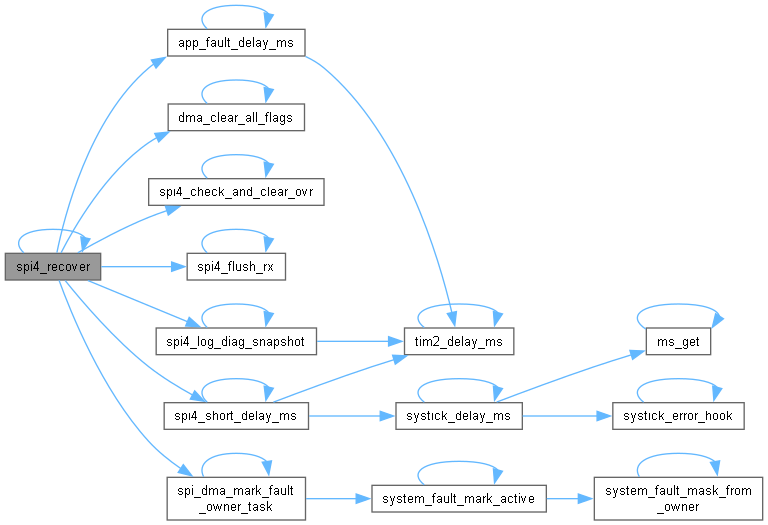 app_fault_delay_ms
dma_clear_all_flags
spi4_check_and_clear_ovr
spi4_recover
spi4_flush_rx
spi4_log_diag_snapshot
tim2_delay_ms
ms_get
spi4_short_delay_ms
systick_delay_ms
systick_error_hook
spi_dma_mark_fault
_owner_task
system_fault_mark_active
system_fault_mask_from
_owner